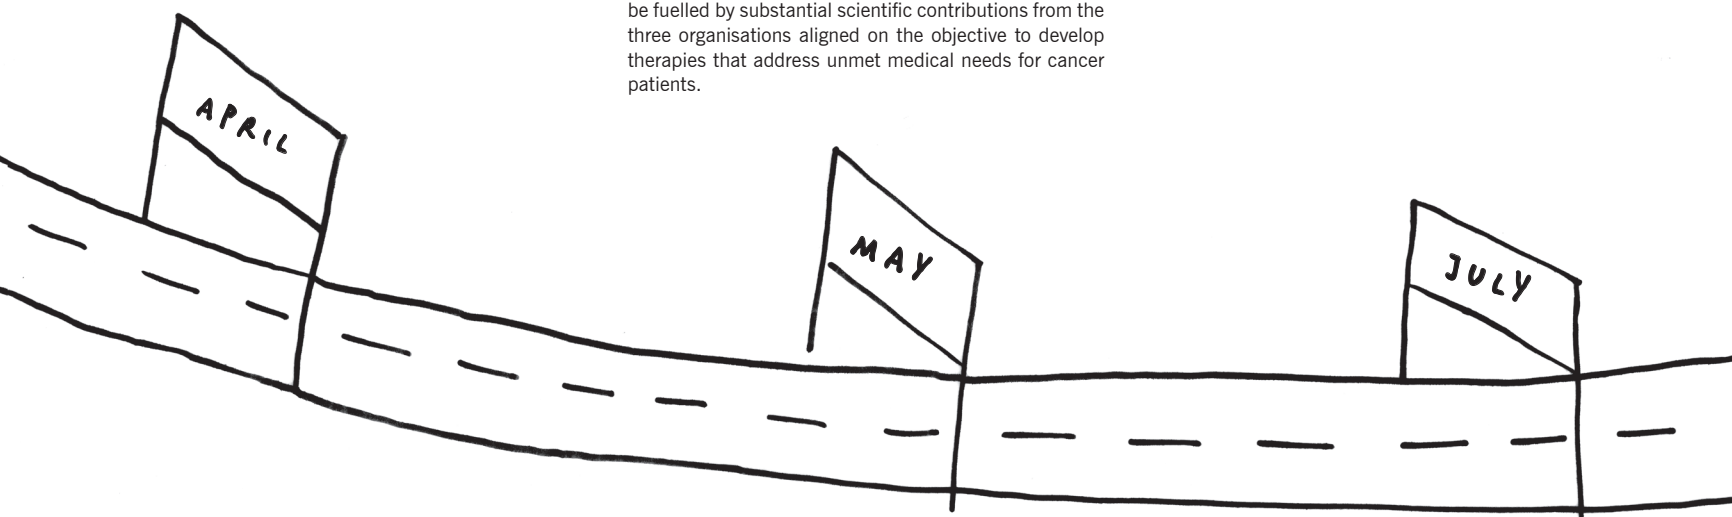 be fuelled by substantial scientific contributions from the
three organisations aligned on the objective to develop
therapies that address unmet medical needs for cancer
patients.
APRIL
MAY
JULY